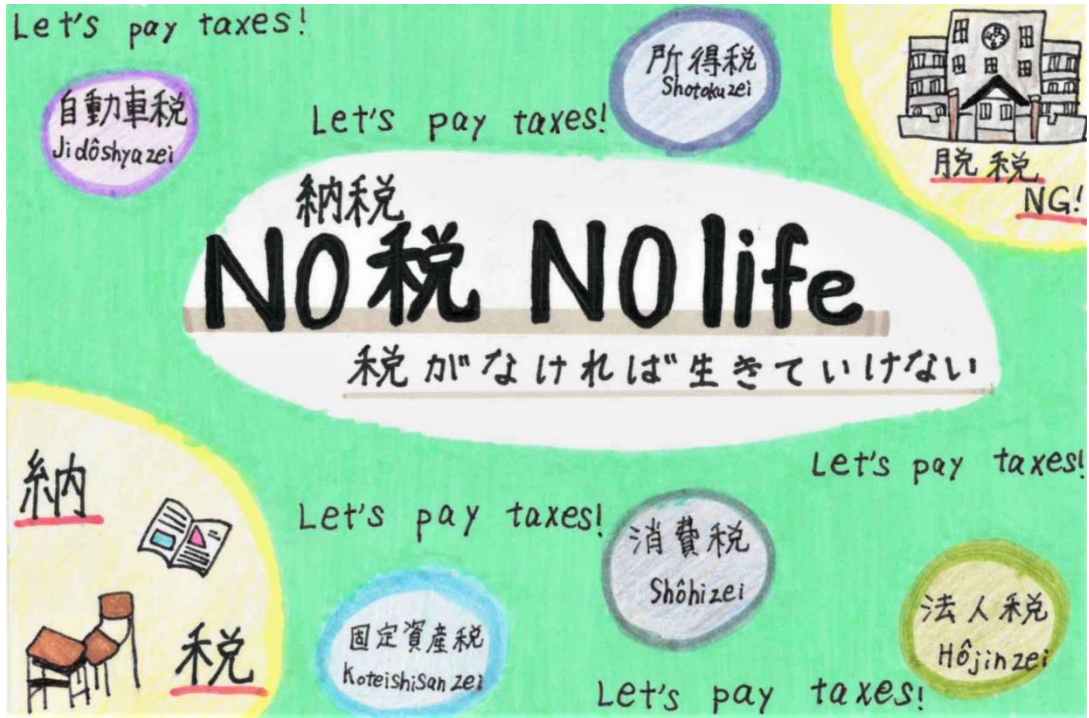 Let's pay taxes!
自動車税
Jidôshyazei
Let's pay taxes!
所得税
Shotokuzei
脱税
NG!
納税
NO税 NO life
税がなければ生きていけない
納
税
Let's pay taxes!
Let's pay taxes!
固定資産税
Koteishisanzei
消費税
Shôhizei
法人税
Hôjinzei
Let's pay taxes!